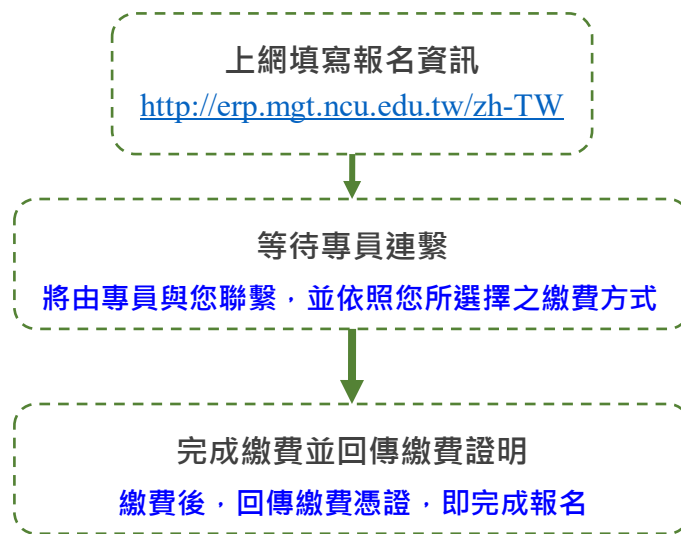 上網填寫報名資訊
http://erp.mgt.ncu.edu.tw/zh-TW
等待專員連繫
將由專員與您聯繫，並依照您所選擇之繳費方式
完成繳費並回傳繳費證明
繳費後，回傳繳費憑證，即完成報名